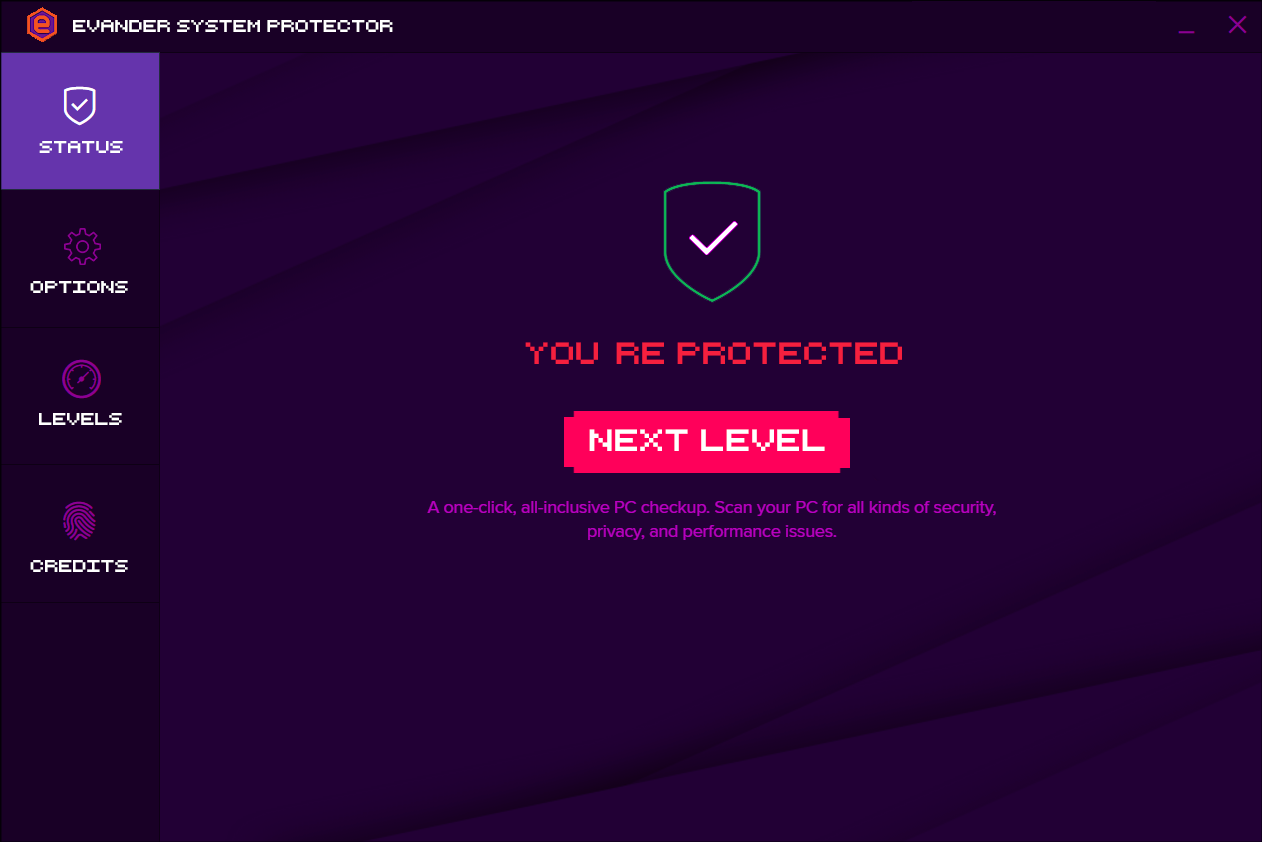 EVANDER SYSTEM PROTECTOR
STATUS
OPTIONS
LEVELS
CREDITS
YOU RE PROTECTED
NEXT LEVEL
A one-click, all-inclusive PC checkup. Scan your PC for all kinds of security,
privacy, and performance issues.